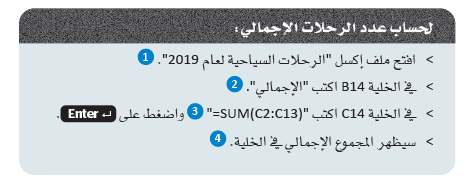 لحساب عدد الرحلات الإجمالي:
> افتح ملف إكسل "الرحلات السياحية لعام 2019". 1
> في الخلية B14 اكتب "الإجمالي". 2
> في الخلية C14 اكتب "=SUM(C2:C13)" 3 واضغط على Enter ↵ .
> سيظهر المجموع الإجمالي في الخلية. 4